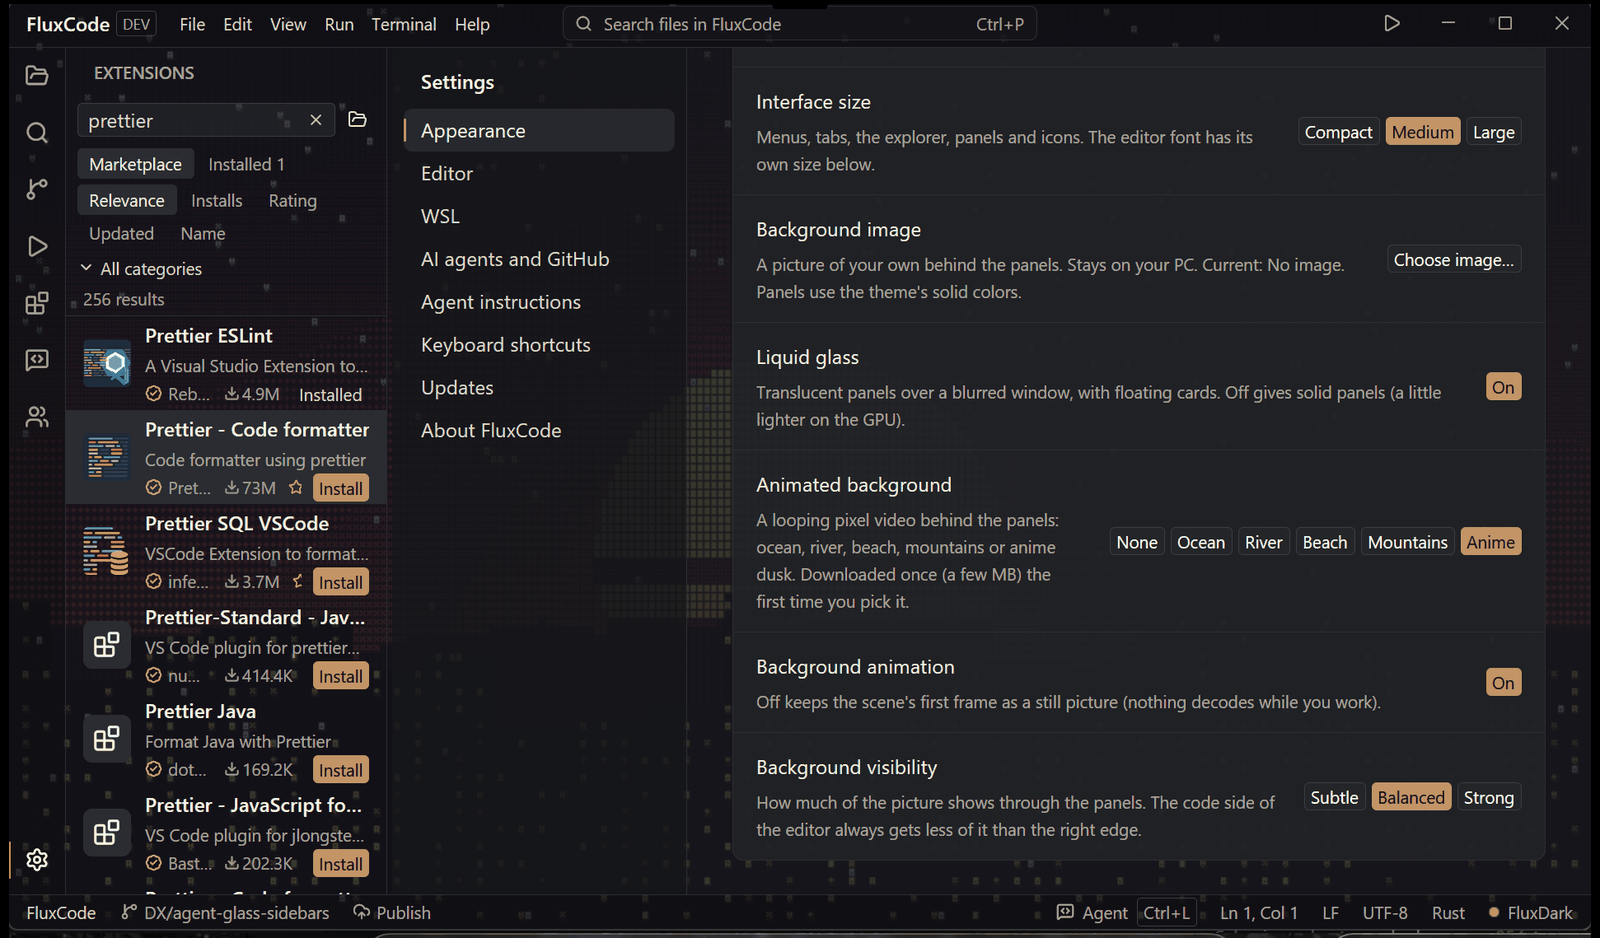 FluxCode DEV File Edit View Run Terminal Help Search files in FluxCode Ctrl+P
EXTENSIONS
prettier
Marketplace Installed 1
Relevance Installs Rating
Updated Name
All categories
256 results
Prettier ESLint
A Visual Studio Extension to...
Reb... 4.9M Installed
Prettier - Code formatter
Code formatter using prettier
Pret... 73M Install
Prettier SQL VSCode
VSCode Extension to format...
infe... 3.7M Install
Prettier-Standard - Jav...
VS Code plugin for prettier...
nu... 414.4K Install
Prettier Java
Format Java with Prettier
dot... 169.2K Install
Prettier - JavaScript fo...
VS Code plugin for jlongste...
Bast... 202.3K Install
Settings
Appearance
Editor
WSL
AI agents and GitHub
Agent instructions
Keyboard shortcuts
Updates
About FluxCode
Interface size
Menus, tabs, the explorer, panels and icons. The editor font has its
own size below.
Compact Medium Large
Background image
A picture of your own behind the panels. Stays on your PC. Current: No image.
Panels use the theme's solid colors.
Choose image...
Liquid glass
Translucent panels over a blurred window, with floating cards. Off gives solid panels (a little
lighter on the GPU).
On
Animated background
A looping pixel video behind the panels:
ocean, river, beach, mountains or anime
dusk. Downloaded once (a few MB) the
first time you pick it.
None Ocean River Beach Mountains Anime
Background animation
Off keeps the scene's first frame as a still picture (nothing decodes while you work).
On
Background visibility
How much of the picture shows through the panels. The code side of
the editor always gets less of it than the right edge.
Subtle Balanced Strong
FluxCode DX/agent-glass-sidebars Publish Agent Ctrl+L Ln 1, Col 1 LF UTF-8 Rust FluxDark